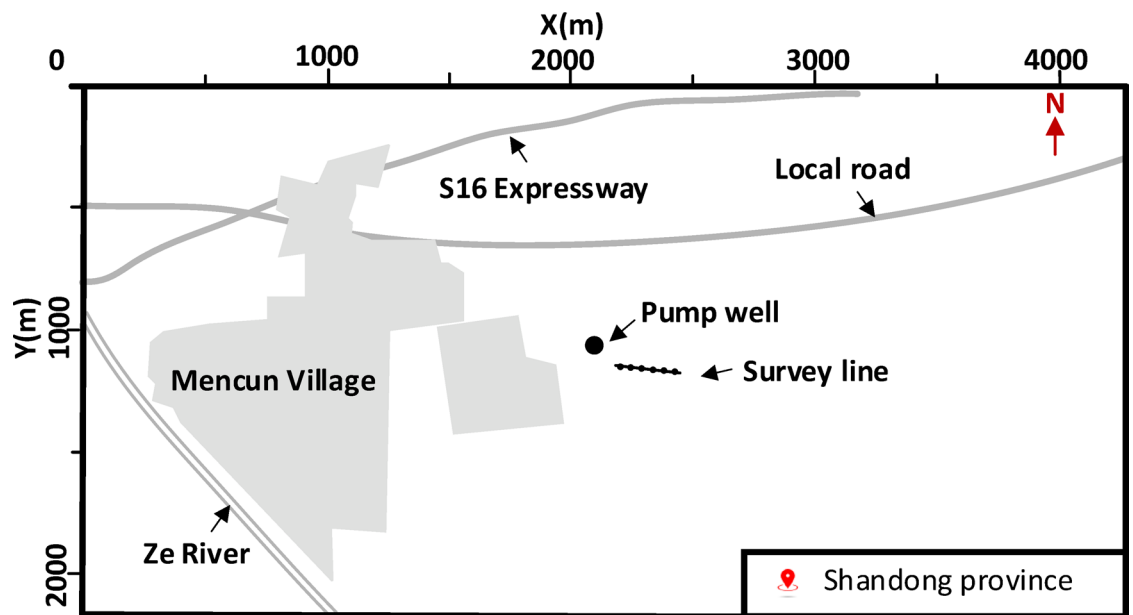 X(m)
0
1000
2000
3000
4000
N
Local road
S16 Expressway
Y(m)
1000
Pump well
Survey line
Mencun Village
Ze River
2000
Shandong province